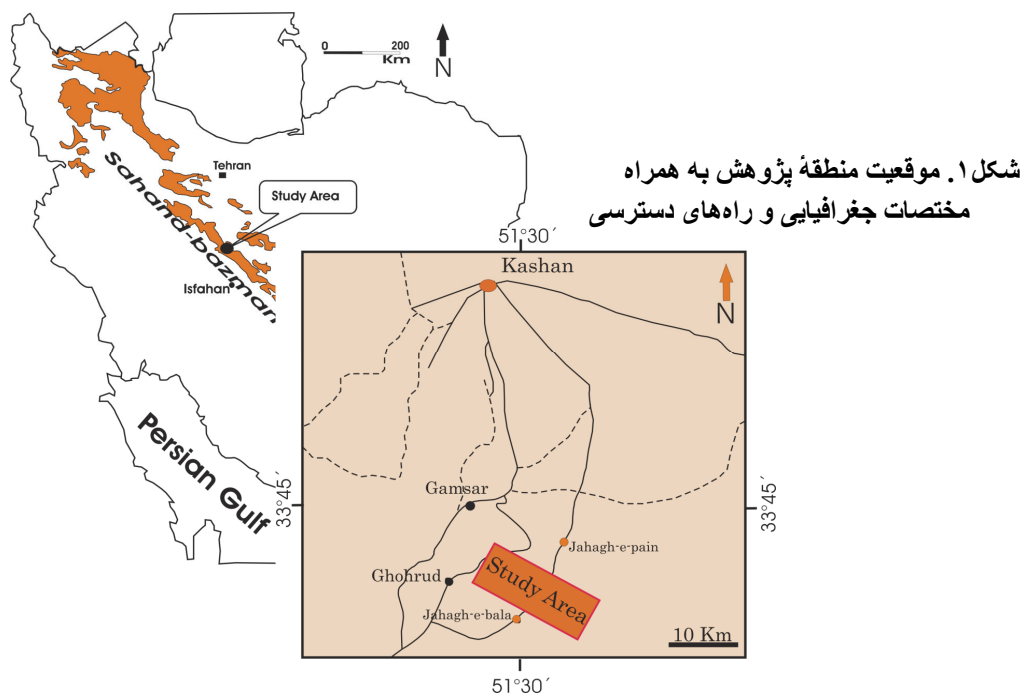 0 200
Km
N
شکل۱. موقعیت منطقهٔ پژوهش به همراه
مختصات جغرافیایی و راه‌های دسترسی
Tehran
Study Area
Sahand-bazman
Isfahan
Persian Gulf
51°30´
Kashan
N
33°45´
33°45´
Gamsar
Jahagh-e-pain
Ghohrud
Study Area
Jahagh-e-bala
10 Km
51°30´